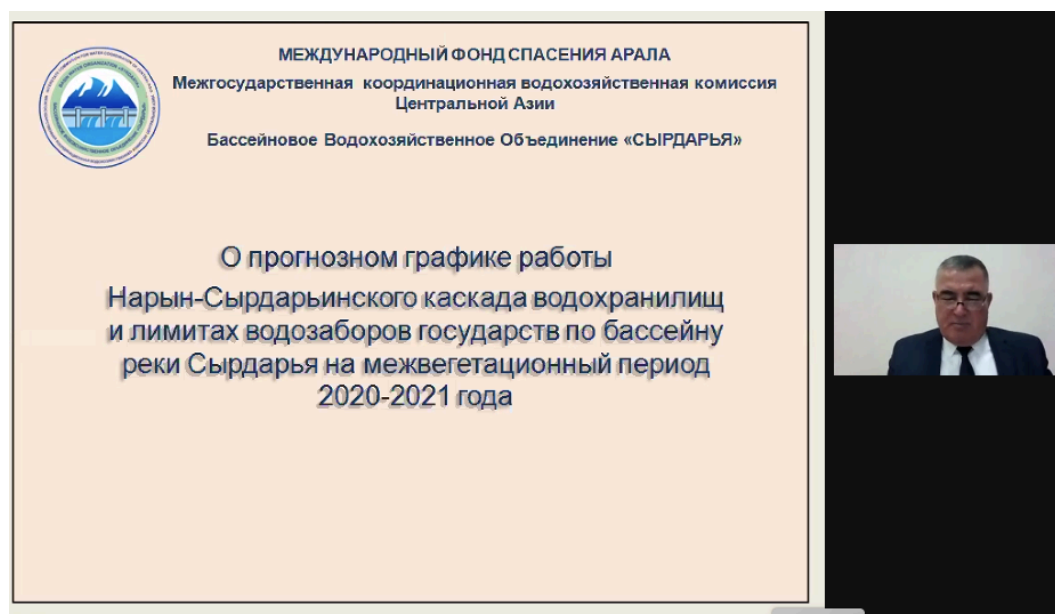 МЕЖДУНАРОДНЫЙ ФОНД СПАСЕНИЯ АРАЛА
Межгосударственная координационная водохозяйственная комиссия
Центральной Азии
Бассейновое Водохозяйственное Объединение «СЫРДАРЬЯ»
О прогнозном графике работы
Нарын-Сырдарьинского каскада водохранилищ
и лимитах водозаборов государств по бассейну
реки Сырдарья на межвегетационный период
2020-2021 года